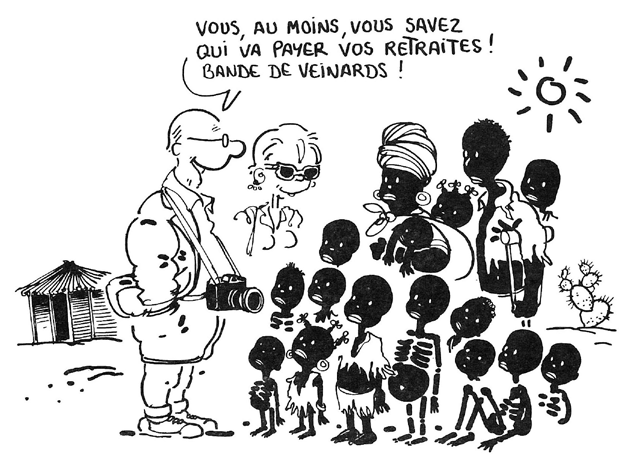 VOUS, AU MOINS, VOUS SAVEZ
QUI VA PAYER VOS RETRAITES !
BANDE DE VEINARDS !